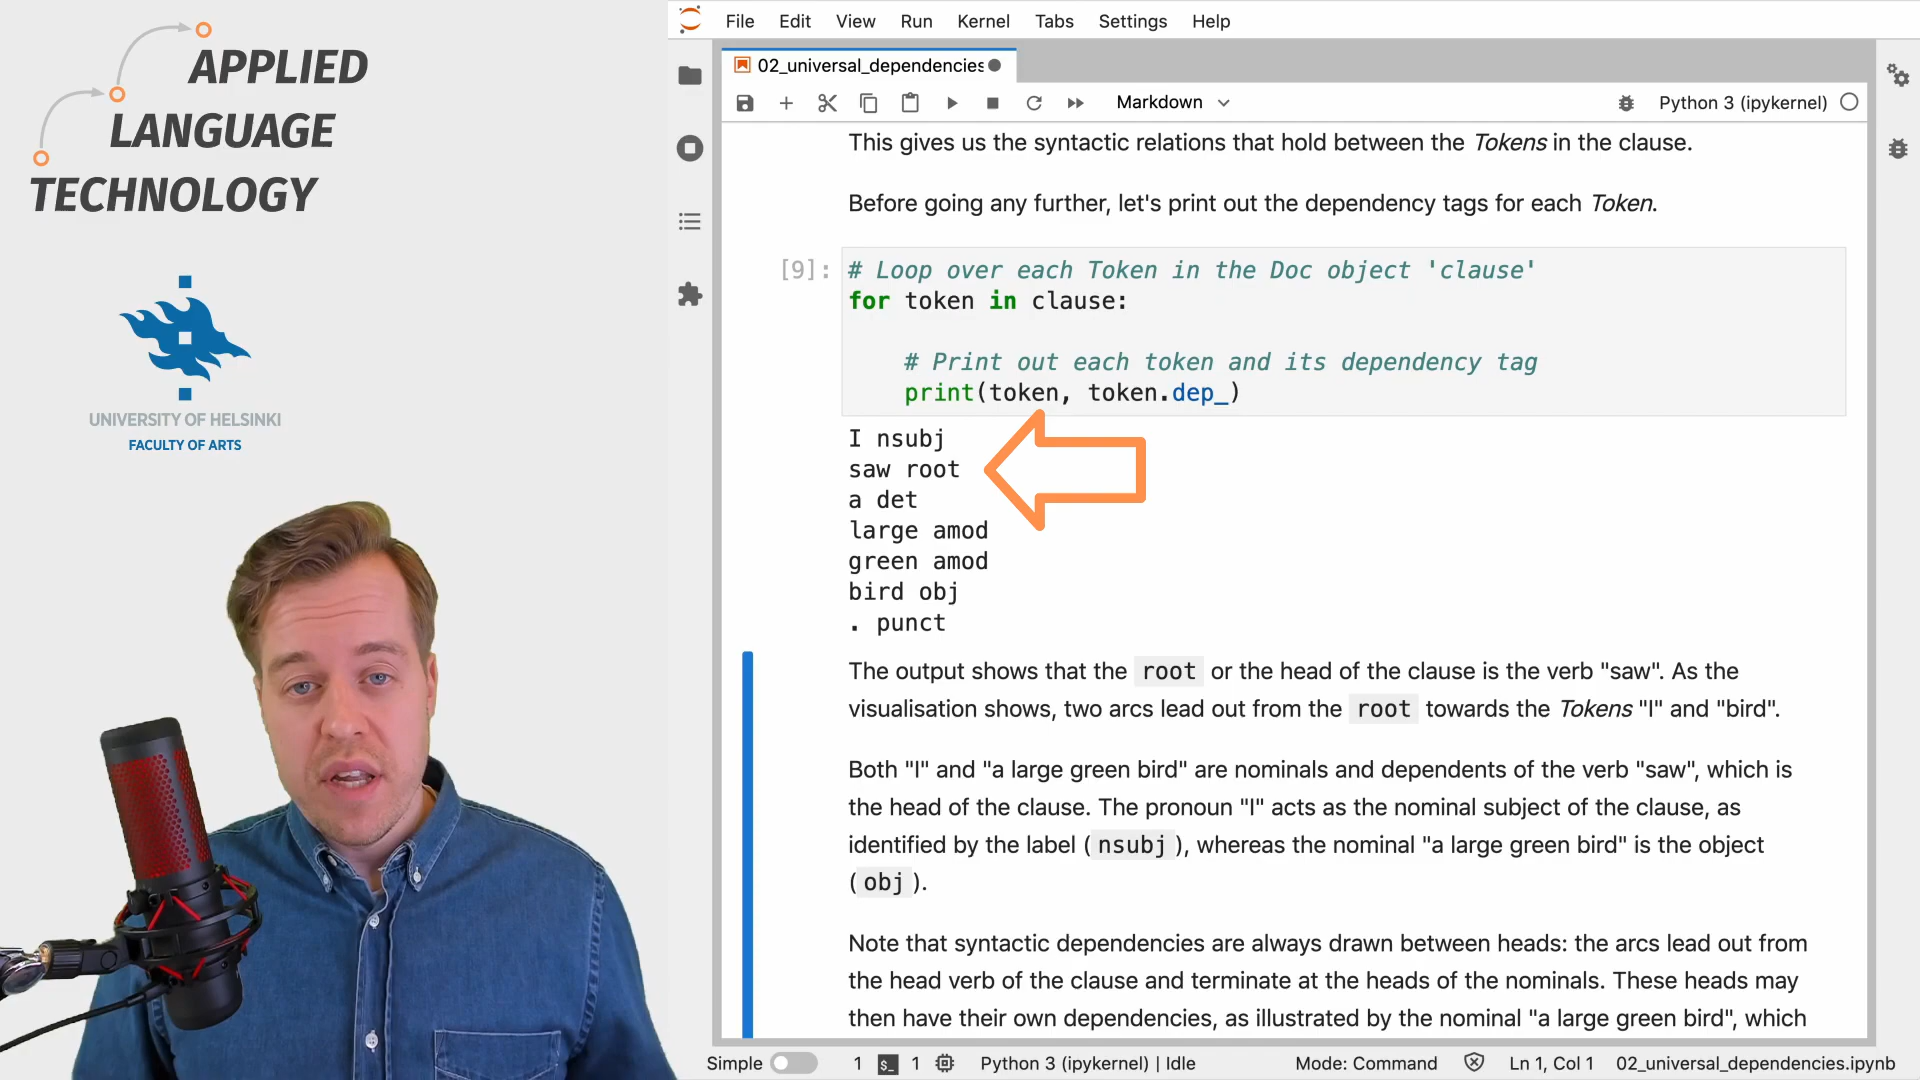 APPLIED
LANGUAGE
TECHNOLOGY
UNIVERSITY OF HELSINKI
FACULTY OF ARTS
File Edit View Run Kernel Tabs Settings Help
02_universal_dependencies
Markdown
Python 3 (ipykernel)
This gives us the syntactic relations that hold between the Tokens in the clause.
Before going any further, let's print out the dependency tags for each Token.
[9]:
# Loop over each Token in the Doc object 'clause'
for token in clause:
# Print out each token and its dependency tag
print(token, token.dep_)
I nsubj
saw root
a det
large amod
green amod
bird obj
. punct
The output shows that the root or the head of the clause is the verb "saw". As the
visualisation shows, two arcs lead out from the root towards the Tokens "I" and "bird".
Both "I" and "a large green bird" are nominals and dependents of the verb "saw", which is
the head of the clause. The pronoun "I" acts as the nominal subject of the clause, as
identified by the label ( nsubj ), whereas the nominal "a large green bird" is the object
( obj ).
Note that syntactic dependencies are always drawn between heads: the arcs lead out from
the head verb of the clause and terminate at the heads of the nominals. These heads may
then have their own dependencies, as illustrated by the nominal "a large green bird", which
Simple 1 $_ 1 Python 3 (ipykernel) | Idle Mode: Command Ln 1, Col 1 02_universal_dependencies.ipynb